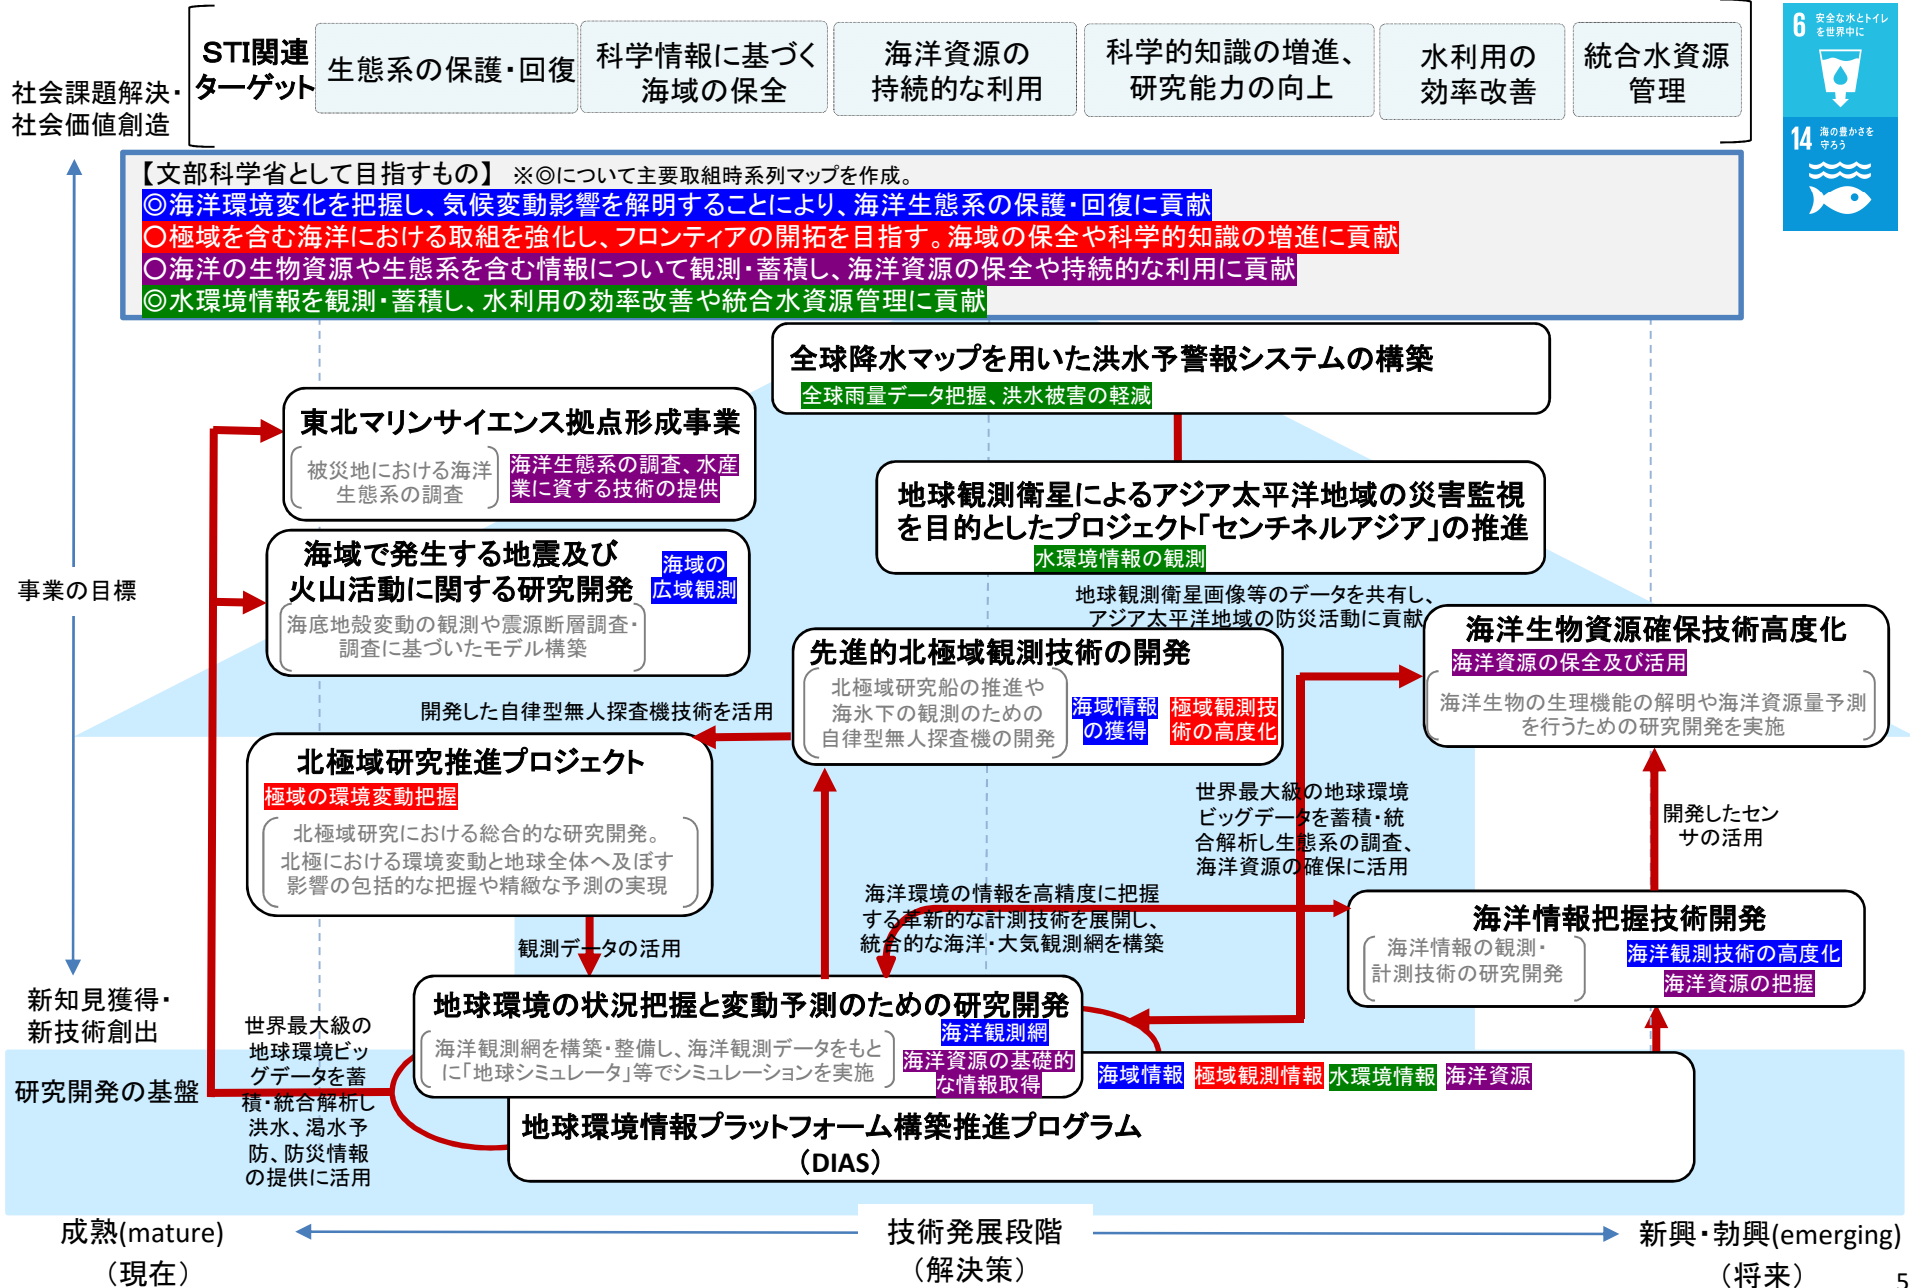 STI関連
ターゲット
生態系の保護・回復
科学情報に基づく
海域の保全
海洋資源の
持続的な利用
科学的知識の増進、
研究能力の向上
水利用の
効率改善
統合水資源
管理
6 安全な水とトイレ
を世界中に
14 海の豊かさを
守ろう
社会課題解決・
社会価値創造
【文部科学省として目指すもの】 ※◎について主要取組時系列マップを作成。
◎海洋環境変化を把握し、気候変動影響を解明することにより、海洋生態系の保護・回復に貢献
○極域を含む海洋における取組を強化し、フロンティアの開拓を目指す。海域の保全や科学的知識の増進に貢献
○海洋の生物資源や生態系を含む情報について観測・蓄積し、海洋資源の保全や持続的な利用に貢献
◎水環境情報を観測・蓄積し、水利用の効率改善や統合水資源管理に貢献
全球降水マップを用いた洪水予警報システムの構築
全球雨量データ把握、洪水被害の軽減
東北マリンサイエンス拠点形成事業
被災地における海洋
生態系の調査
海洋生態系の調査、水産
業に資する技術の提供
地球観測衛星によるアジア太平洋地域の災害監視
を目的としたプロジェクト「センチネルアジア」の推進
水環境情報の観測
地球観測衛星画像等のデータを共有し、
アジア太平洋地域の防災活動に貢献
海域で発生する地震及び
火山活動に関する研究開発
海域の
広域観測
海底地殻変動の観測や震源断層調査・
調査に基づいたモデル構築
事業の目標
先進的北極域観測技術の開発
北極域研究船の推進や
海氷下の観測のための
自律型無人探査機の開発
海域情報
の獲得
極域観測技
術の高度化
海洋生物資源確保技術高度化
海洋資源の保全及び活用
海洋生物の生理機能の解明や海洋資源量予測
を行うための研究開発を実施
開発した自律型無人探査機技術を活用
北極域研究推進プロジェクト
極域の環境変動把握
北極域研究における総合的な研究開発。
北極における環境変動と地球全体へ及ぼす
影響の包括的な把握や精緻な予測の実現
世界最大級の地球環境
ビッグデータを蓄積・統
合解析し生態系の調査、
海洋資源の確保に活用
開発したセン
サの活用
海洋環境の情報を高精度に把握
する革新的な計測技術を展開し、
統合的な海洋・大気観測網を構築
観測データの活用
海洋情報把握技術開発
海洋情報の観測・
計測技術の研究開発
海洋観測技術の高度化
海洋資源の把握
新知見獲得・
新技術創出
地球環境の状況把握と変動予測のための研究開発
海洋観測網を構築・整備し、海洋観測データをもと
に「地球シミュレータ」等でシミュレーションを実施
海洋観測網
海洋資源の基礎的
な情報取得
世界最大級の
地球環境ビッ
グデータを蓄
積・統合解析し
洪水、渇水予
防、防災情報
の提供に活用
研究開発の基盤
海域情報
極域観測情報
水環境情報
海洋資源
地球環境情報プラットフォーム構築推進プログラム
（DIAS）
成熟(mature)
（現在）
技術発展段階
（解決策）
新興・勃興(emerging)
（将来）
5